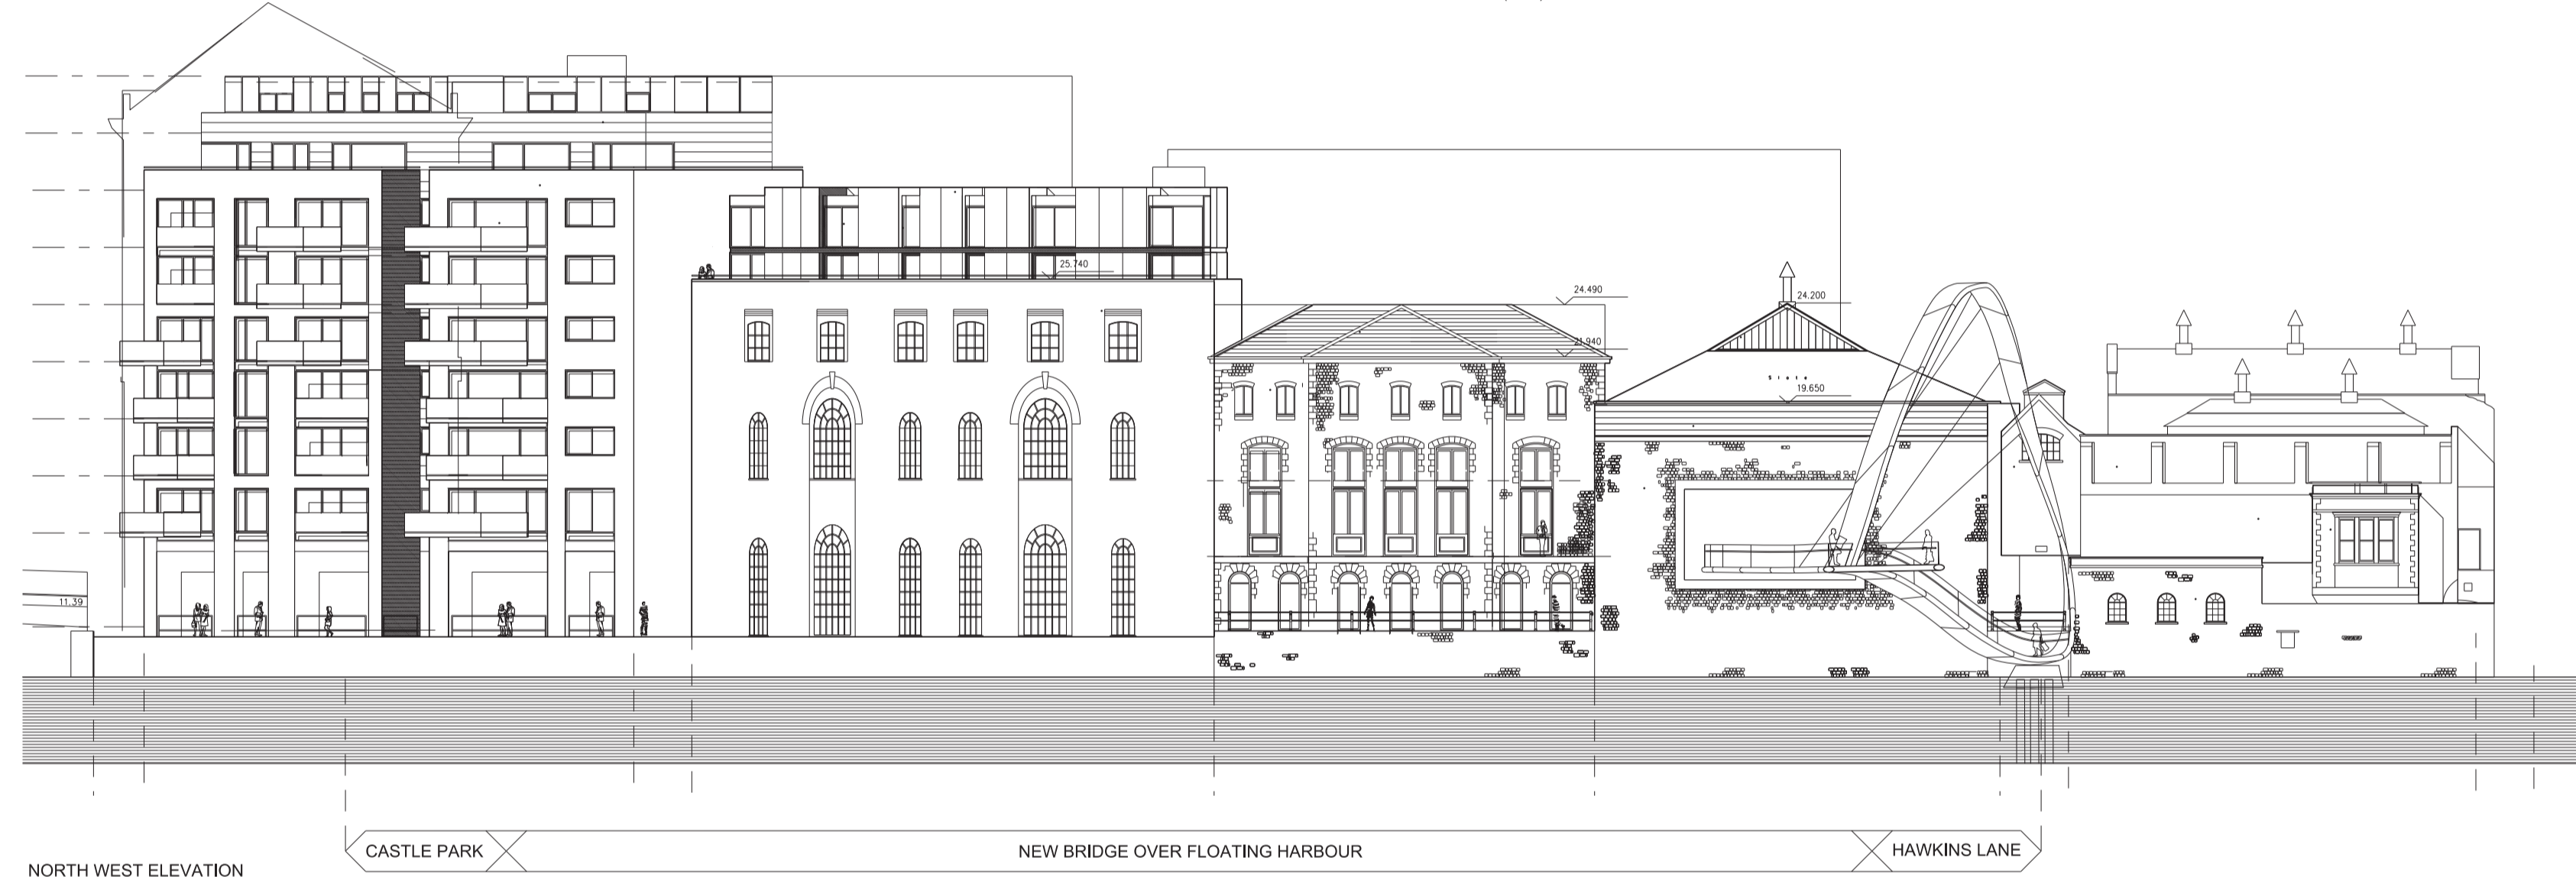 25.740
24.490
24.200
21.940
Slate
19.650
11.39
CASTLE PARK
NEW BRIDGE OVER FLOATING HARBOUR
HAWKINS LANE
NORTH WEST ELEVATION